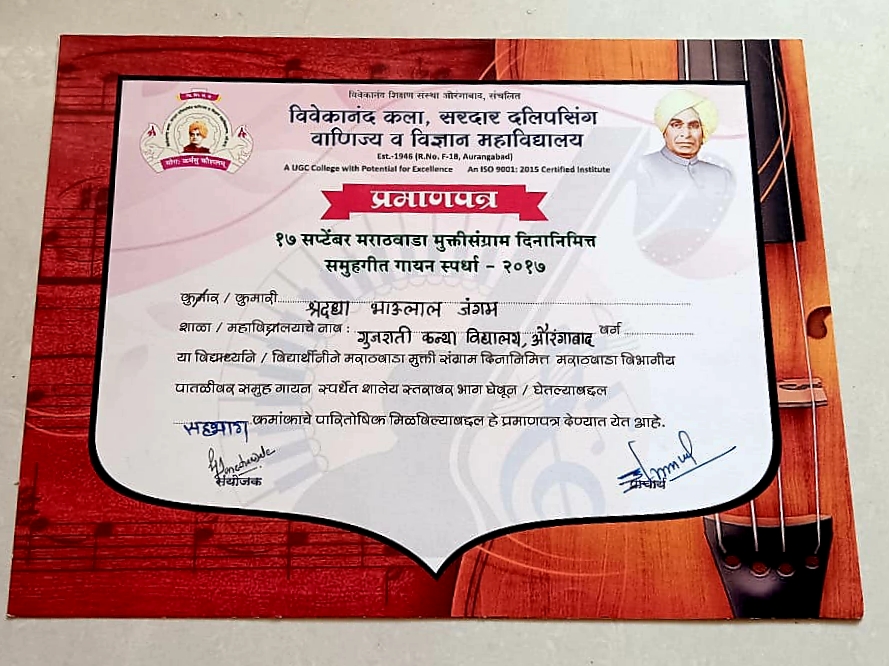 विवेकानंद शिक्षण संस्था औरंगाबाद, संचलित
विवेकानंद कला, सरदार दलिपसिंग
वाणिज्य व विज्ञान महाविद्यालय
Est.-1946 (R.No. F-18, Aurangabad)
A UGC College with Potential for Excellence An ISO 9001: 2015 Certified Institute
योग: कर्मसु कौशलम्
प्रमाणपत्र
१७ सप्टेंबर मराठवाडा मुक्तीसंग्राम दिनानिमित्त
समुहगीत गायन स्पर्धा - २०१७
कुमार / कुमारी श्रद्धा भाऊलाल जंगम
शाळा / महाविद्यालयाचे नाव : गुजराती कन्या विद्यालय, औरंगाबाद वर्ग
या विद्यार्थ्याने / विद्यार्थीनीने मराठवाडा मुक्ती संग्राम दिनानिमित्त मराठवाडा विभागीय
पातळीवर समुह गायन स्पर्धेत शालेय स्तरावर भाग घेवून / घेतल्याबद्दल
सहभाग क्रमांकाचे पारितोषिक मिळविल्याबद्दल हे प्रमाणपत्र देण्यात येत आहे.
संयोजक
प्राचार्य